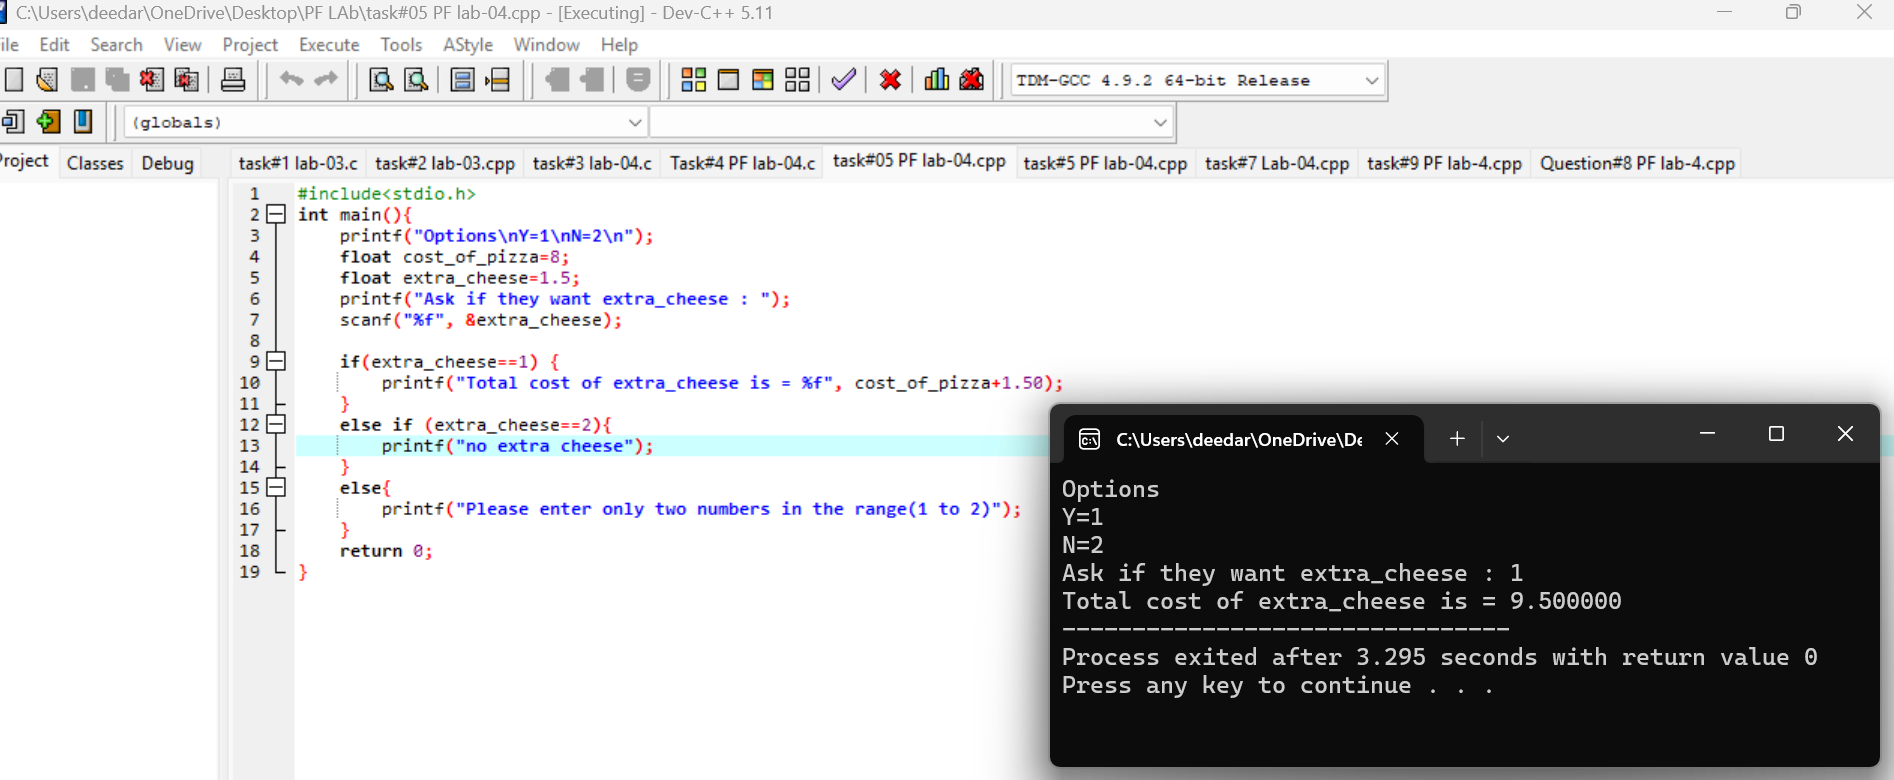 C:\Users\deedar\OneDrive\Desktop\PF LAb\task#05 PF lab-04.cpp - [Executing] - Dev-C++ 5.11
ile Edit Search View Project Execute Tools AStyle Window Help
TDM-GCC 4.9.2 64-bit Release
(globals)
roject Classes Debug
task#1 lab-03.c task#2 lab-03.cpp task#3 lab-04.c Task#4 PF lab-04.c task#05 PF lab-04.cpp task#5 PF lab-04.cpp task#7 Lab-04.cpp task#9 PF lab-4.cpp Question#8 PF lab-4.cpp
1 #include<stdio.h>
2 int main(){
3 printf("Options\nY=1\nN=2\n");
4 float cost_of_pizza=8;
5 float extra_cheese=1.5;
6 printf("Ask if they want extra_cheese : ");
7 scanf("%f", &extra_cheese);
8
9 if(extra_cheese==1) {
10 printf("Total cost of extra_cheese is = %f", cost_of_pizza+1.50);
11 }
12 else if (extra_cheese==2){
13 printf("no extra cheese");
14 }
15 else{
16 printf("Please enter only two numbers in the range(1 to 2)");
17 }
18 return 0;
19 }
C:\Users\deedar\OneDrive\De
Options
Y=1
N=2
Ask if they want extra_cheese : 1
Total cost of extra_cheese is = 9.500000
--------------------------------
Process exited after 3.295 seconds with return value 0
Press any key to continue . . .